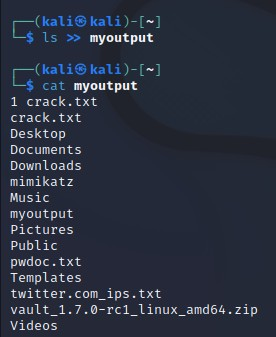 ┌──(kali㉿kali)-[~]
└─$ ls >> myoutput
┌──(kali㉿kali)-[~]
└─$ cat myoutput
1 crack.txt
crack.txt
Desktop
Documents
Downloads
mimikatz
Music
myoutput
Pictures
Public
pwdoc.txt
Templates
twitter.com_ips.txt
vault_1.7.0-rc1_linux_amd64.zip
Videos